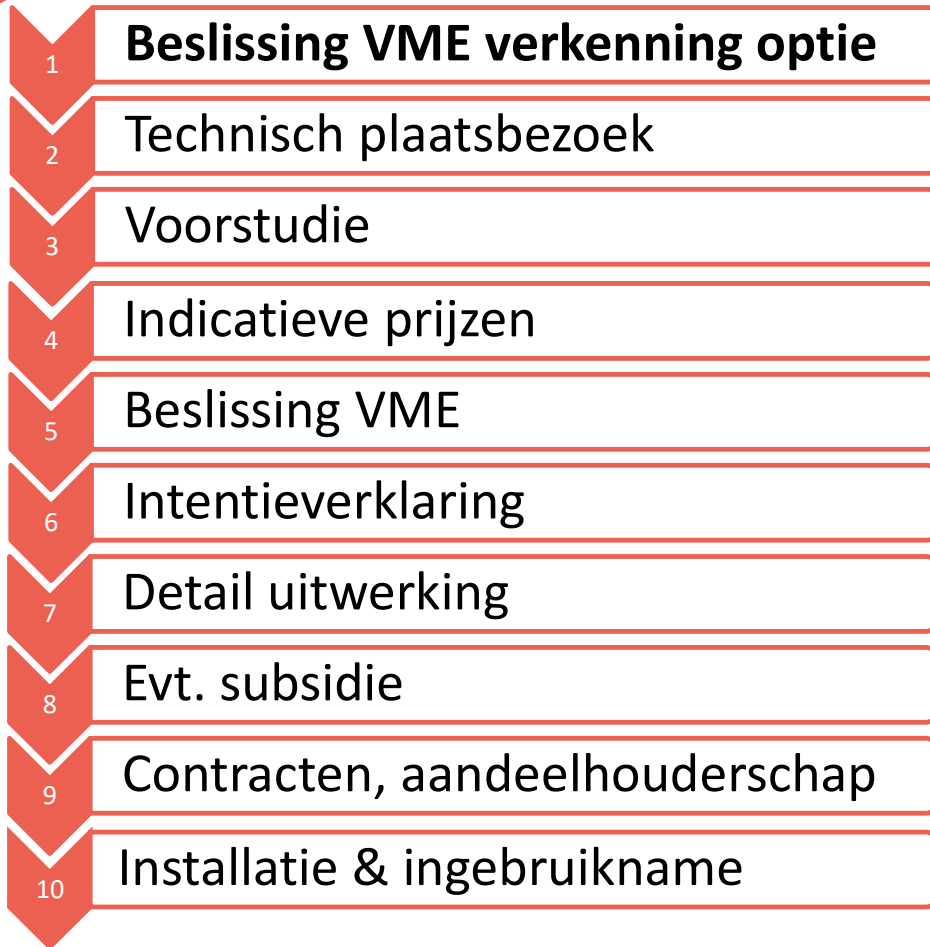 1 Beslissing VME verkenning optie
2 Technisch plaatsbezoek
3 Voorstudie
4 Indicatieve prijzen
5 Beslissing VME
6 Intentieverklaring
7 Detail uitwerking
8 Evt. subsidie
9 Contracten, aandeelhouderschap
10 Installatie & ingebruikname